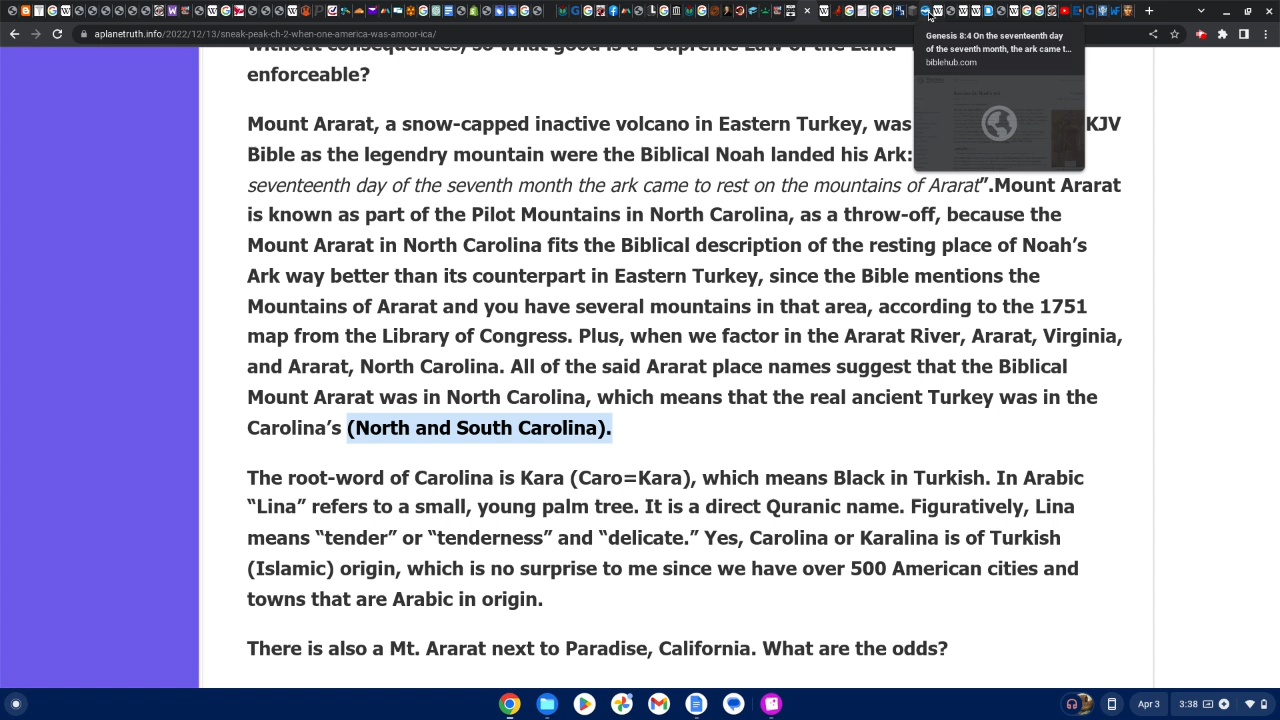 aplanetruth.info/2022/12/13/sneak-peak-ch-2-when-one-america-was-amoor-ica/
Genesis 8:4 On the seventeenth day
of the seventh month, the ark came t...
biblehub.com
without consequences, so what good is a "Supreme Law of the Land"
enforceable?
Mount Ararat, a snow-capped inactive volcano in Eastern Turkey, was KJV
Bible as the legendry mountain were the Biblical Noah landed his Ark:
seventeenth day of the seventh month the ark came to rest on the mountains of Ararat”.Mount Ararat
is known as part of the Pilot Mountains in North Carolina, as a throw-off, because the
Mount Ararat in North Carolina fits the Biblical description of the resting place of Noah’s
Ark way better than its counterpart in Eastern Turkey, since the Bible mentions the
Mountains of Ararat and you have several mountains in that area, according to the 1751
map from the Library of Congress. Plus, when we factor in the Ararat River, Ararat, Virginia,
and Ararat, North Carolina. All of the said Ararat place names suggest that the Biblical
Mount Ararat was in North Carolina, which means that the real ancient Turkey was in the
Carolina’s (North and South Carolina).
The root-word of Carolina is Kara (Caro=Kara), which means Black in Turkish. In Arabic
“Lina” refers to a small, young palm tree. It is a direct Quranic name. Figuratively, Lina
means “tender” or “tenderness” and “delicate.” Yes, Carolina or Karalina is of Turkish
(Islamic) origin, which is no surprise to me since we have over 500 American cities and
towns that are Arabic in origin.
There is also a Mt. Ararat next to Paradise, California. What are the odds?
Apr 3
3:38